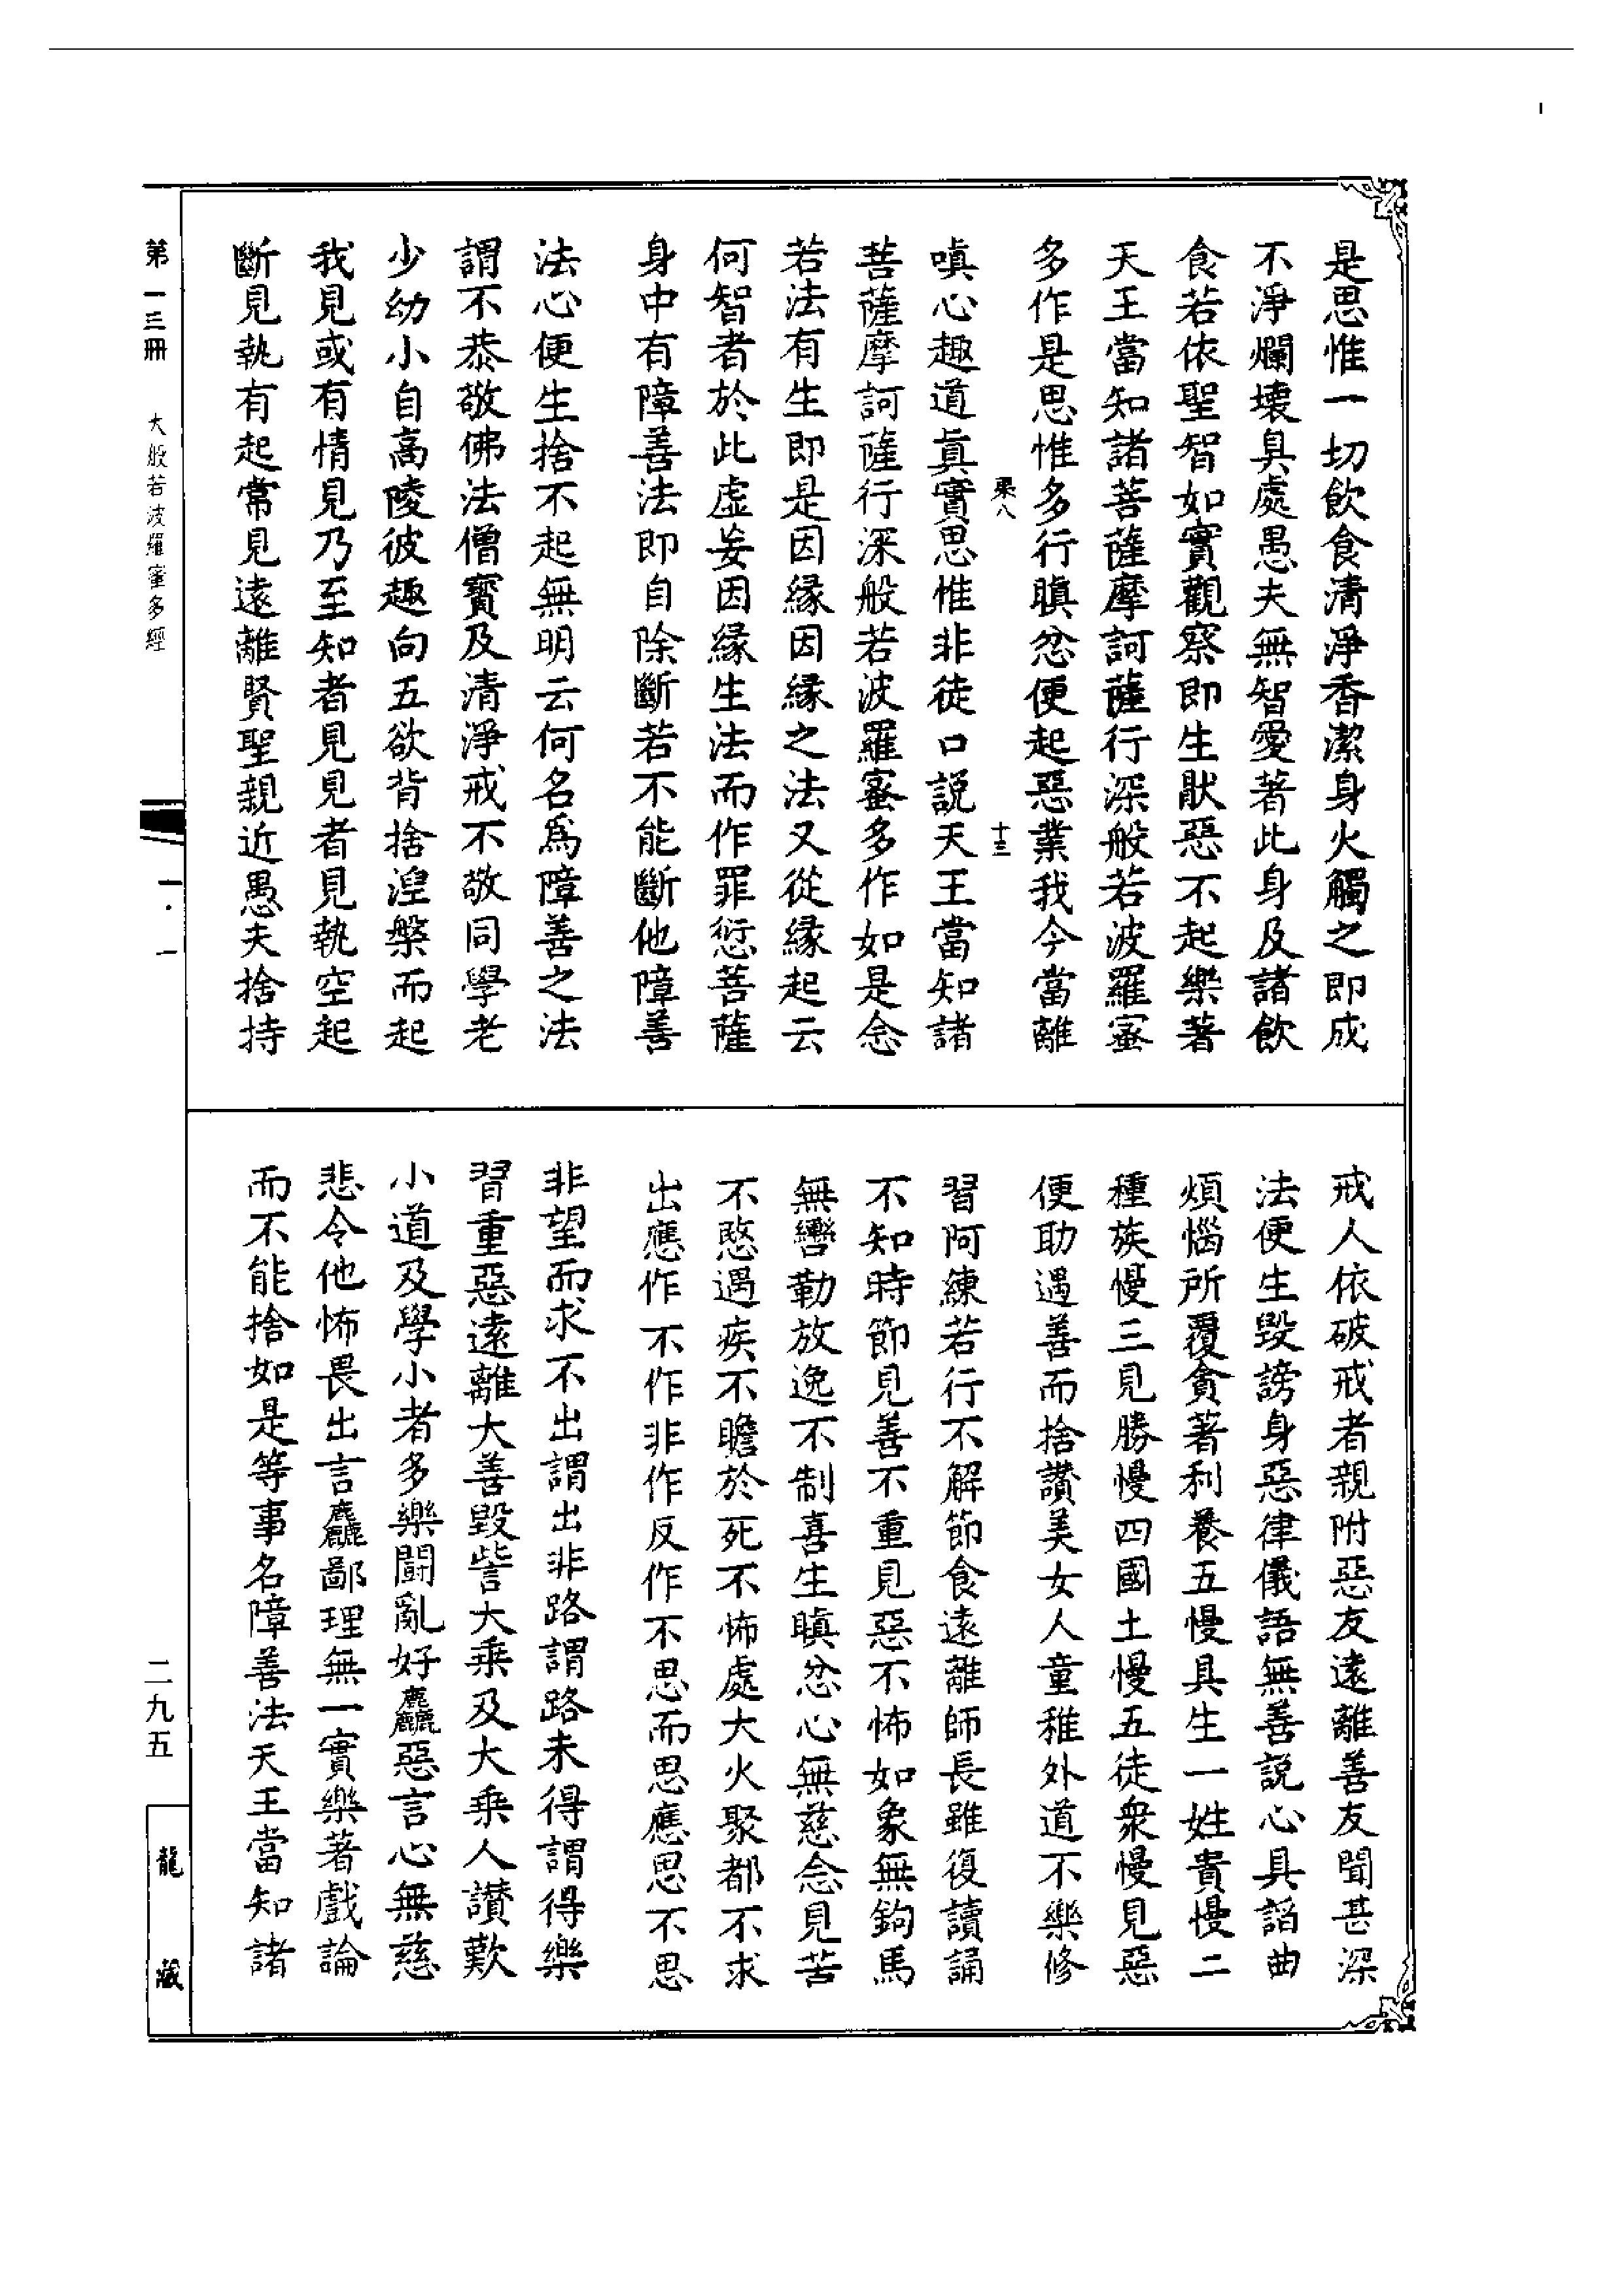 是思惟一切飲食清淨香潔身火觸之即成
不淨爛壞臭處愚夫無智愛著此身及諸飲
食若依聖智如實觀察即生猒惡不起樂著
天王當知諸菩薩摩訶薩行深般若波羅蜜
多作是思惟多行瞋忿便起惡業我今當離
果八 十三
嗔心趣道真實思惟非徒口説天王當知諸
菩薩摩訶薩行深般若波羅蜜多作如是念
若法有生即是因緣因緣之法又從緣起云
何智者於此虛妄因緣生法而作罪愆菩薩
身中有障善法即自除斷若不能斷他障善
法心便生捨不起無明云何名爲障善之法
謂不恭敬佛法僧寶及清淨戒不敬同學老
少幼小自高陵彼趣向五欲背捨涅槃而起
我見或有情見乃至知者見見者見執空起
斷見執有起常見遠離賢聖親近愚夫捨持
戒人依破戒者親附惡友遠離善友聞甚深
法便生毀謗身惡律儀語無善説心具諂曲
煩惱所覆貪著利養五慢具生一姓貴慢二
種族慢三見勝慢四國土慢五徒衆慢見惡
便助遇善而捨讃美女人童稚外道不樂修
習阿練若行不解節食遠離師長雖復讀誦
不知時節見善不重見惡不怖如象無鉤馬
無轡勒放逸不制喜生瞋忿心無慈念見苦
不愍遇疾不瞻於死不怖處大火聚都不求
出應作不作非作反作不思而思應思不思
非望而求不出謂出非路謂路未得謂得樂
習重惡遠離大善毀訾大乘及大乘人讃歎
小道及學小者多樂鬭亂好麤惡言心無慈
悲令他怖畏出言麤鄙理無一實樂著戲論
而不能捨如是等事名障善法天王當知諸
第一三冊 大般若波羅蜜多經
一・一
二九五
龍藏